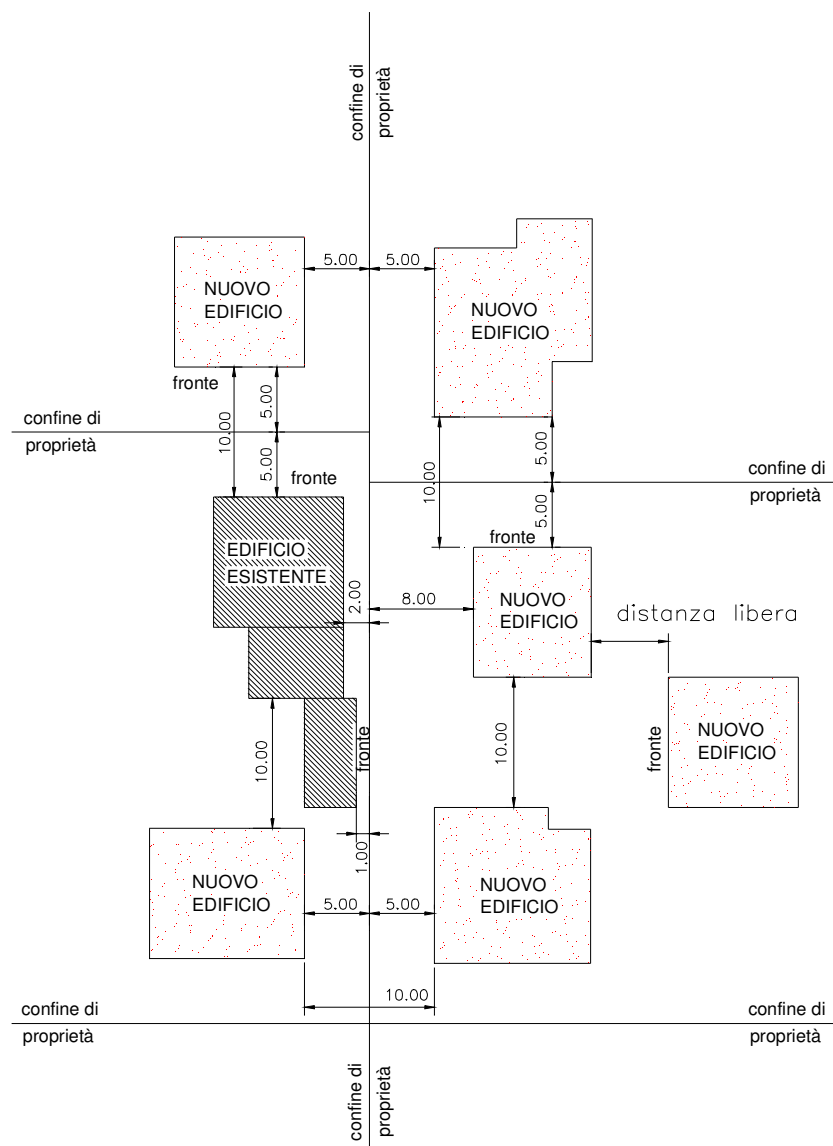 confine di
proprietà
5.00
5.00
NUOVO
EDIFICIO
NUOVO
EDIFICIO
fronte
10.00
5.00
confine di
proprietà
5.00
fronte
10.00
5.00
confine di
proprietà
5.00
fronte
EDIFICIO
ESISTENTE
2.00
8.00
NUOVO
EDIFICIO
distanza libera
10.00
fronte
10.00
fronte
NUOVO
EDIFICIO
1.00
NUOVO
EDIFICIO
5.00
5.00
NUOVO
EDIFICIO
10.00
confine di
proprietà
confine di
proprietà
confine di
proprietà